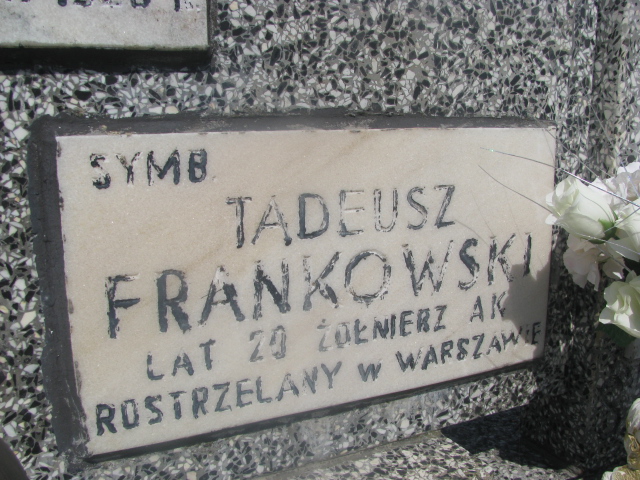 SYMB.
TADEUSZ
FRANKOWSKI
LAT 20 ŻOŁNIERZ AK
ROSTRZELANY W WARSZAWIE